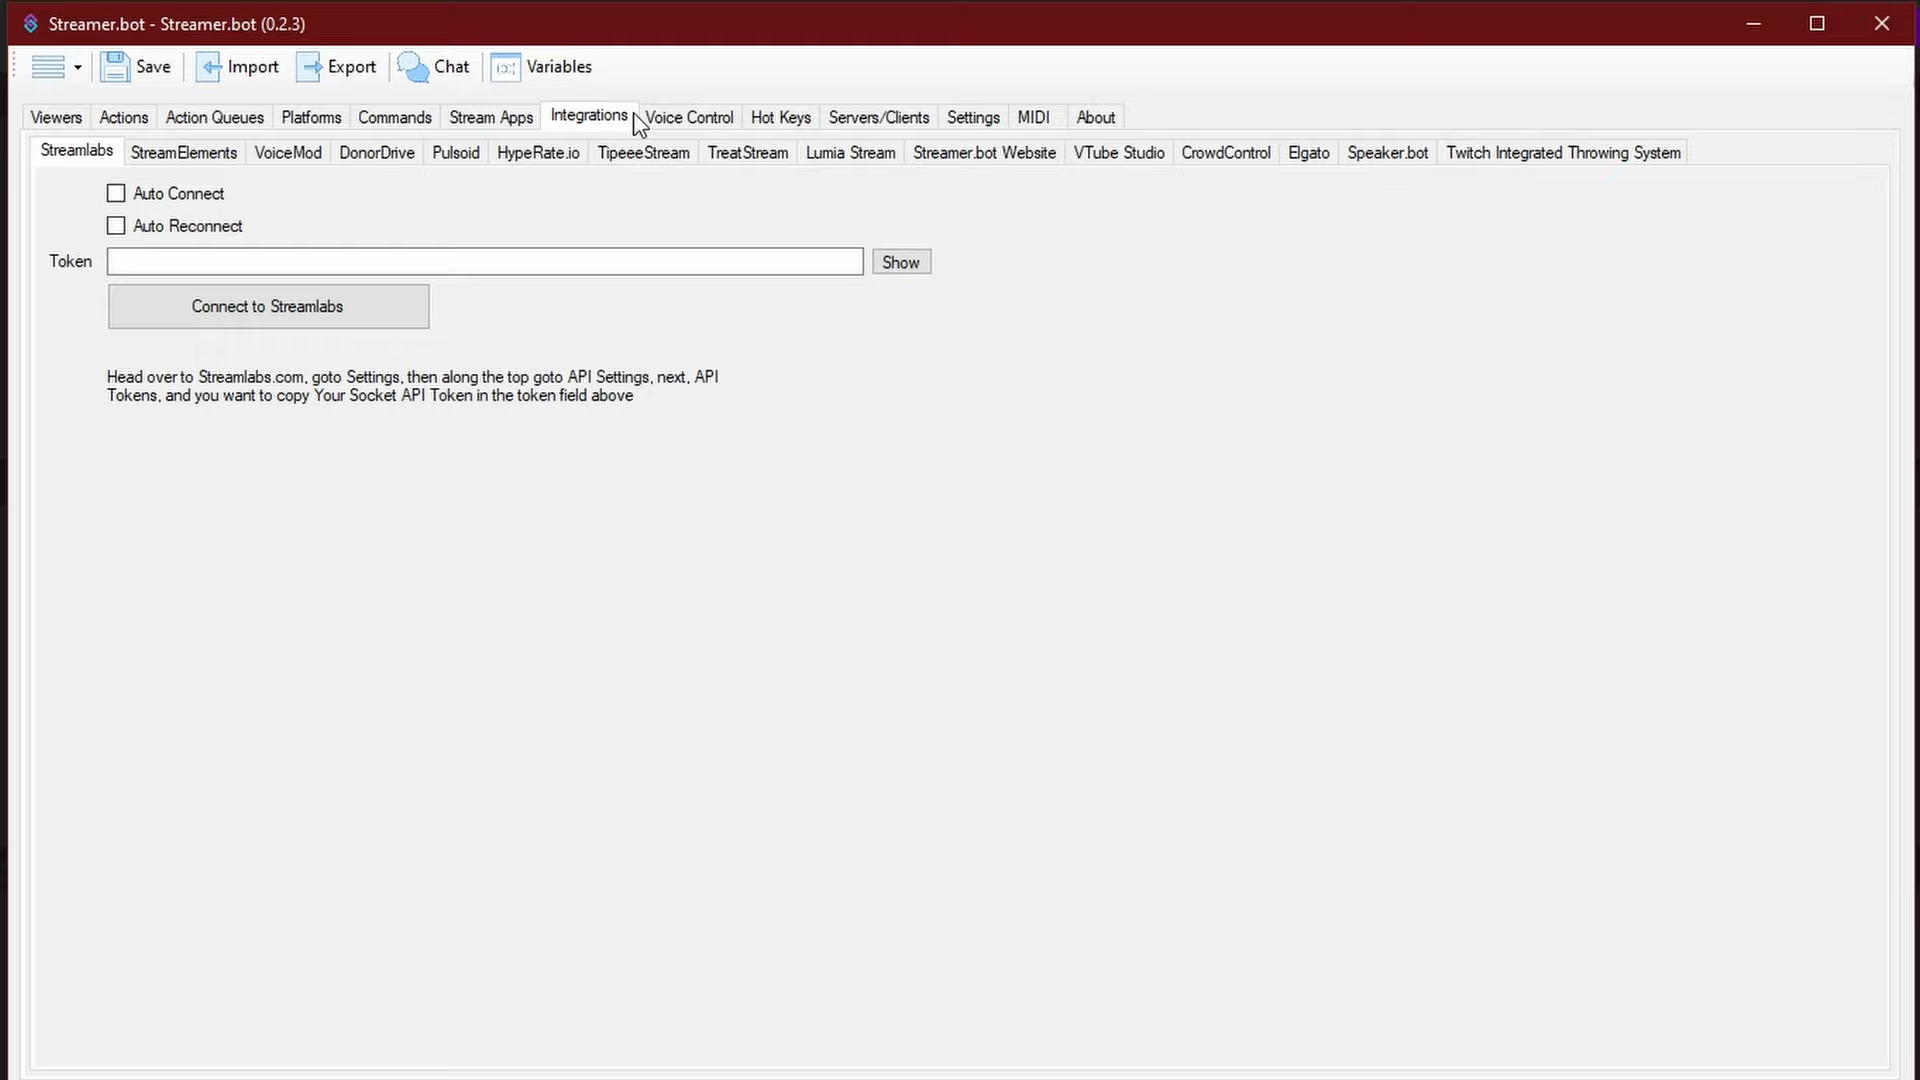 Streamer.bot - Streamer.bot (0.2.3)
Save Import Export Chat Variables
Viewers Actions Action Queues Platforms Commands Stream Apps Integrations Voice Control Hot Keys Servers/Clients Settings MIDI About
Streamlabs StreamElements VoiceMod DonorDrive Pulsoid HypeRate.io TipeeeStream TreatStream Lumia Stream Streamer.bot Website VTube Studio CrowdControl Elgato Speaker.bot Twitch Integrated Throwing System
Auto Connect
Auto Reconnect
Token Show
Connect to Streamlabs
Head over to Streamlabs.com, goto Settings, then along the top goto API Settings, next, API
Tokens, and you want to copy Your Socket API Token in the token field above